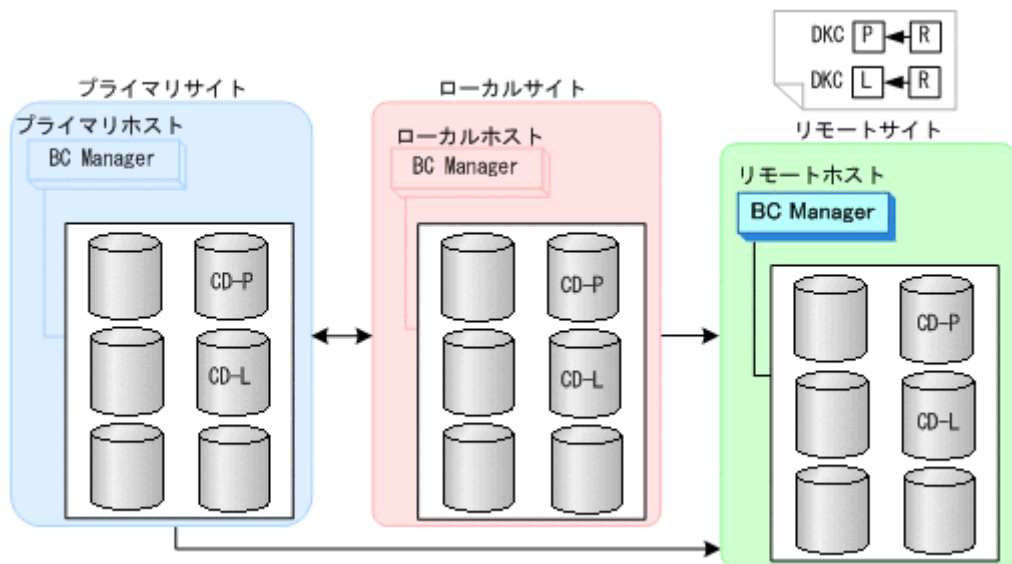 DKC P R
DKC L R
プライマリサイト
ローカルサイト
リモートサイト
プライマリホスト
BC Manager
ローカルホスト
BC Manager
リモートホスト
BC Manager
CD-P
CD-L
CD-P
CD-L
CD-P
CD-L